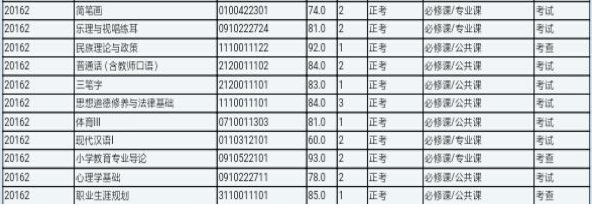 20162 简笔画 0100422301 74.0 2 正考 必修课/专业课 考试
20162 乐理与视唱练耳 0910222724 81.0 2 正考 必修课/专业课 考试
20162 民族理论与政策 1110011122 92.0 1 正考 必修课/公共课 考查
20162 普通话(含教师口语) 2120011102 84.0 2 正考 必修课/公共课 考试
20162 三笔字 2120011101 83.0 1 正考 必修课/公共课 考试
20162 思想道德修养与法律基础 1110011101 84.0 3 正考 必修课/公共课 考试
20162 体育III 0710011303 81.0 1 正考 必修课/公共课 考试
20162 现代汉语I 0110312101 60.0 2 正考 必修课/专业课 考试
20162 小学教育专业导论 0910522101 93.0 2 正考 必修课/专业课 考查
20162 心理学基础 0910222711 78.0 2 正考 必修课/公共课 考试
20162 职业生涯规划 3110011101 85.0 1 正考 必修课/公共课 考查